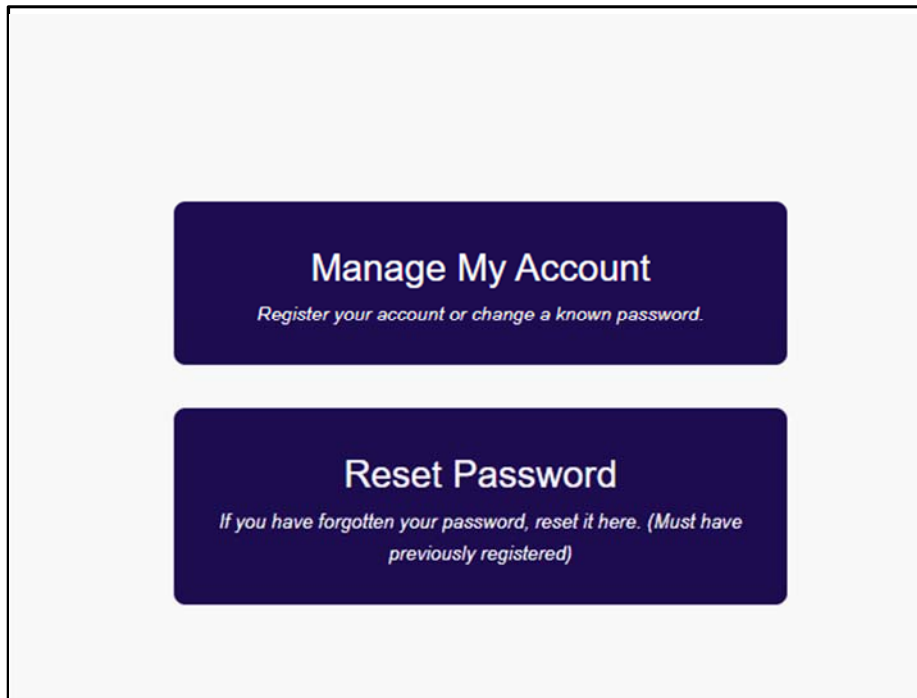 Manage My Account
Register your account or change a known password.
Reset Password
If you have forgotten your password, reset it here. (Must have
previously registered)